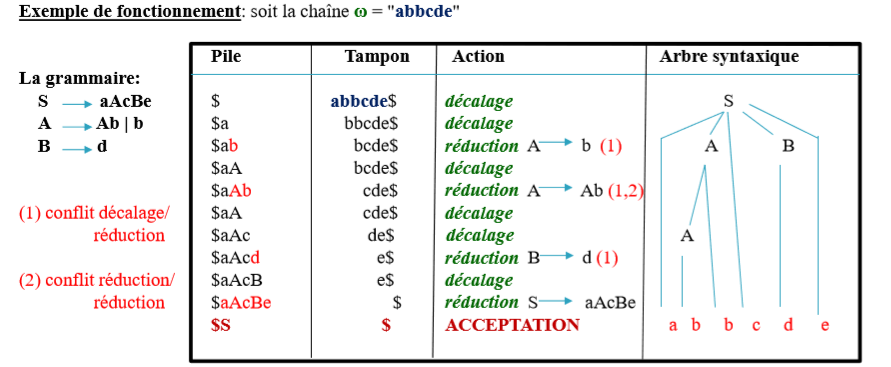 Exemple de fonctionnement: soit la chaîne ω = "abbcde"
La grammaire:
S → aAcBe
A → Ab | b
B → d
(1) conflit décalage/
réduction
(2) conflit réduction/
réduction
Pile Tampon Action Arbre syntaxique
$ abbcde$ décalage
$a bbcde$ décalage
$ab bcde$ réduction A → b (1)
$aA bcde$ décalage
$aAb cde$ réduction A → Ab (1,2)
$aA cde$ décalage
$aAc de$ décalage
$aAcd e$ réduction B → d (1)
$aAcB e$ décalage
$aAcBe $ réduction S → aAcBe
$S $ ACCEPTATION
S
A B
A
a b b c d e